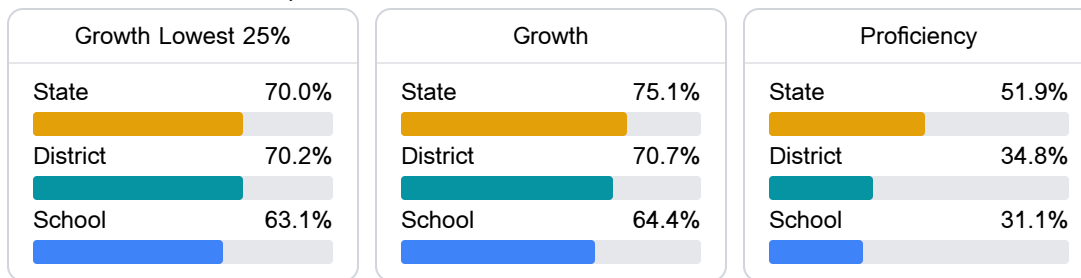 Growth Lowest 25%
State 70.0%
District 70.2%
School 63.1%
Growth
State 75.1%
District 70.7%
School 64.4%
Proficiency
State 51.9%
District 34.8%
School 31.1%